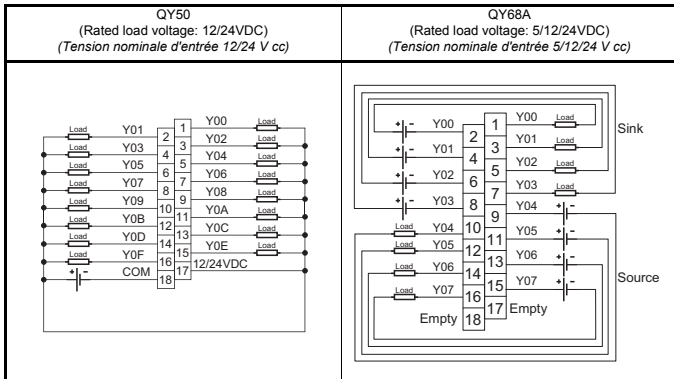 QY50
(Rated load voltage: 12/24VDC)
(Tension nominale d'entrée 12/24 V cc)
QY68A
(Rated load voltage: 5/12/24VDC)
(Tension nominale d'entrée 5/12/24 V cc)
1 Y00 Load
Load Y01 2
3 Y02 Load
Load Y03 4
5 Y04 Load
Load Y05 6
7 Y06 Load
Load Y07 8
9 Y08 Load
Load Y09 10
11 Y0A Load
Load Y0B 12
13 Y0C Load
Load Y0D 14
15 Y0E Load
Load Y0F 16
17 12/24VDC
+ - COM 18
1 Y00 Load
Sink
+ - Y00 2
3 Y01 Load
+ - Y01 4
5 Y02 Load
+ - Y02 6
7 Y03 Load
+ - Y03 8
9 Y04 + -
Load Y04 10
11 Y05 + -
Load Y05 12
13 Y06 + -
Load Y06 14
Source
15 Y07 + -
Load Y07 16
17 Empty
Empty 18